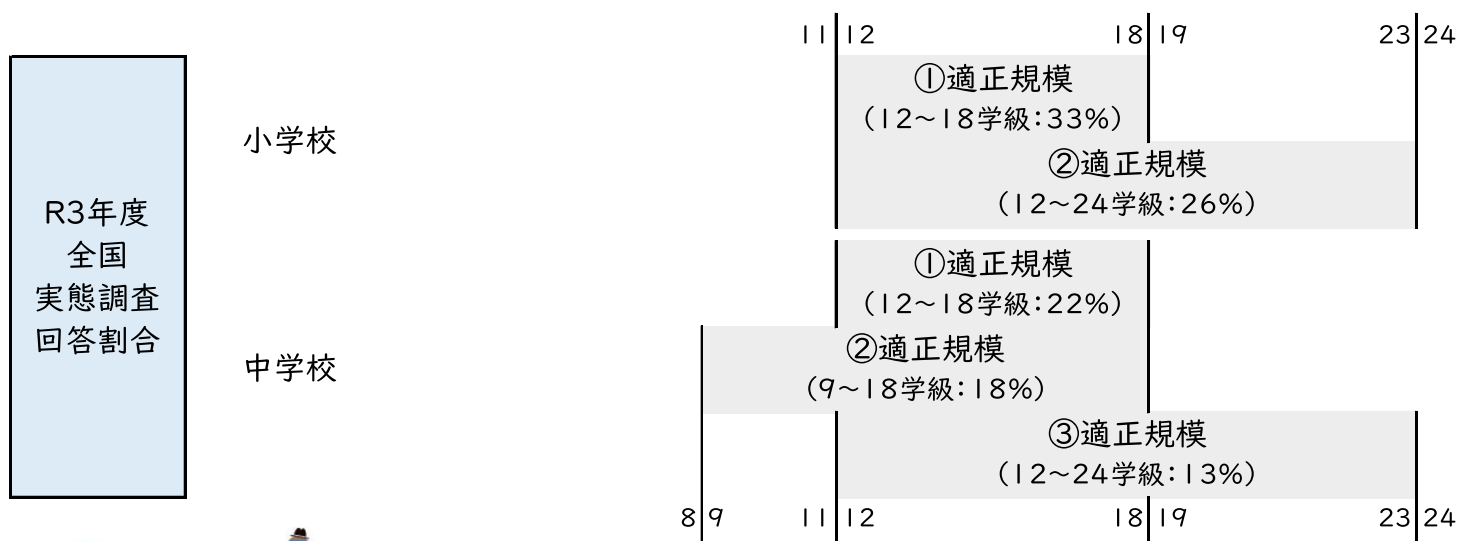 11 12 18 19 23 24
①適正規模
(12～18学級:33%)
小学校
②適正規模
(12～24学級:26%)
R3年度
全国
実態調査
回答割合
①適正規模
(12～18学級:22%)
②適正規模
(9～18学級:18%)
中学校
③適正規模
(12～24学級:13%)
8 9 11 12 18 19 23 24